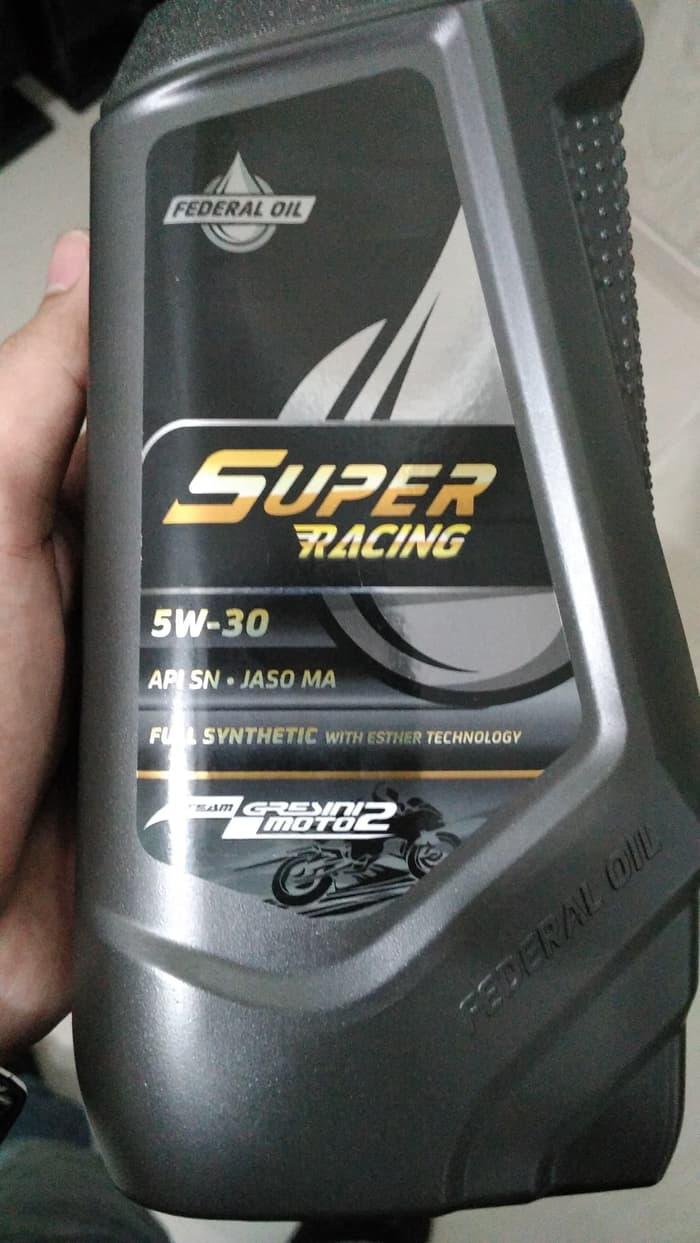 FEDERAL OIL
SUPER
RACING
5W-30
API SN • JASO MA
FULL SYNTHETIC WITH ESTHER TECHNOLOGY
TEAM GRESINI
MOTO2
FEDERAL OIL